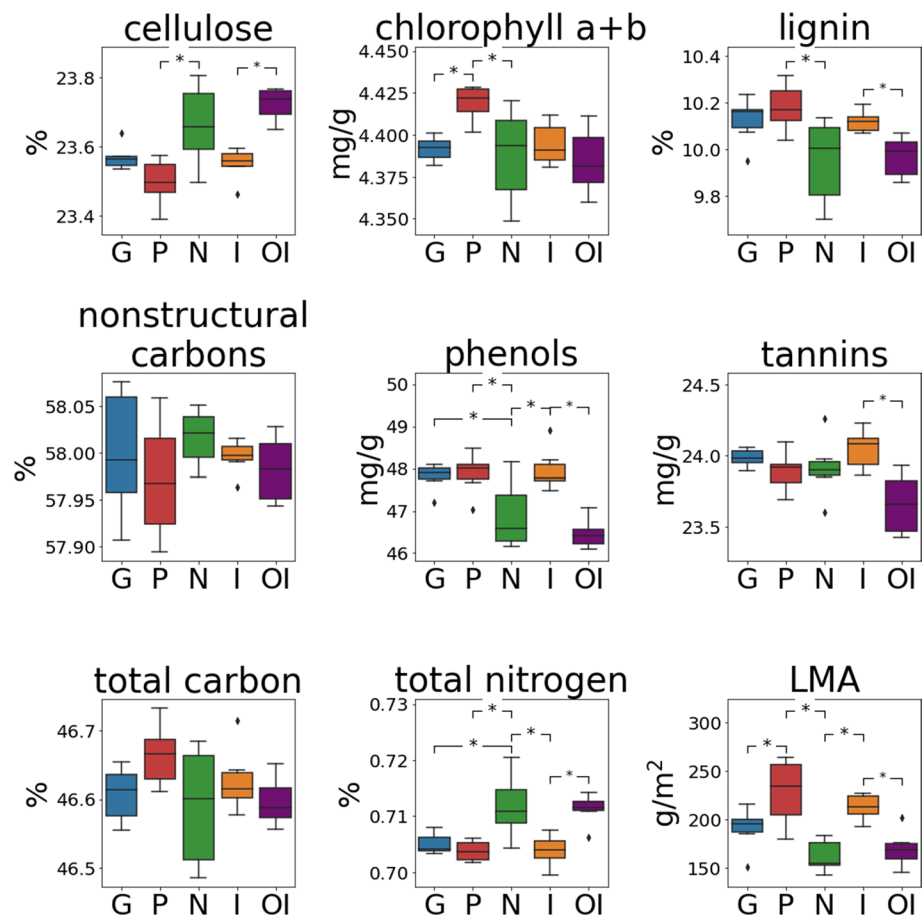 cellulose
23.8
23.6
23.4
%
* *
G P N I OI
chlorophyll a+b
4.450
4.425
4.400
4.375
4.350
mg/g
* *
G P N I OI
lignin
10.4
10.2
10.0
9.8
%
* *
G P N I OI
nonstructural
carbons
58.05
58.00
57.95
57.90
%
G P N I OI
phenols
50
49
48
47
46
mg/g
*
* * *
G P N I OI
tannins
24.5
24.0
23.5
mg/g
*
G P N I OI
total carbon
46.7
46.6
46.5
%
G P N I OI
total nitrogen
0.73
0.72
0.71
0.70
%
*
*
*
*
G P N I OI
LMA
300
250
200
150
g/m²
*
*
*
*
G P N I OI